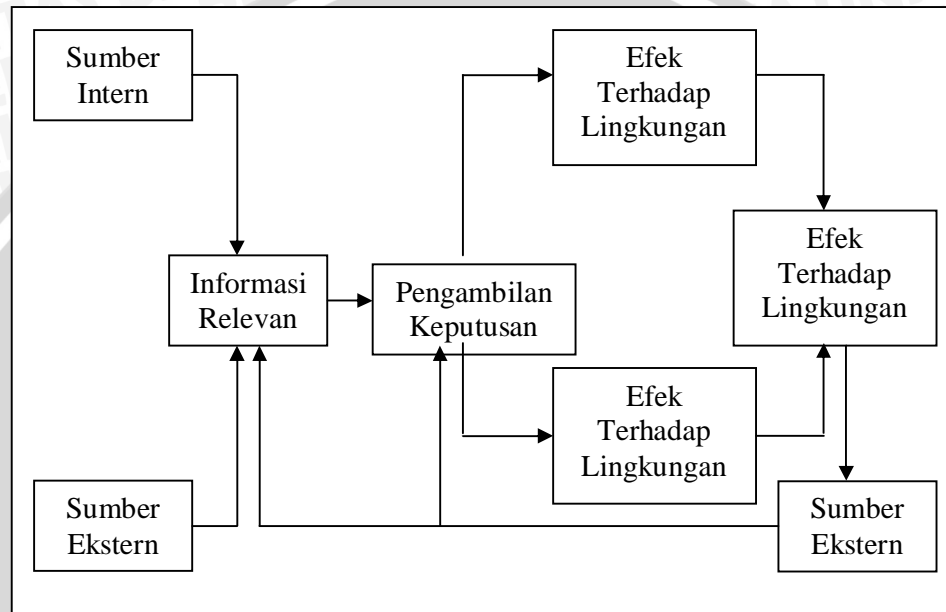 Sumber
Intern
Efek
Terhadap
Lingkungan
Efek
Terhadap
Lingkungan
Informasi
Relevan
Pengambilan
Keputusan
Efek
Terhadap
Lingkungan
Sumber
Ekstern
Sumber
Ekstern